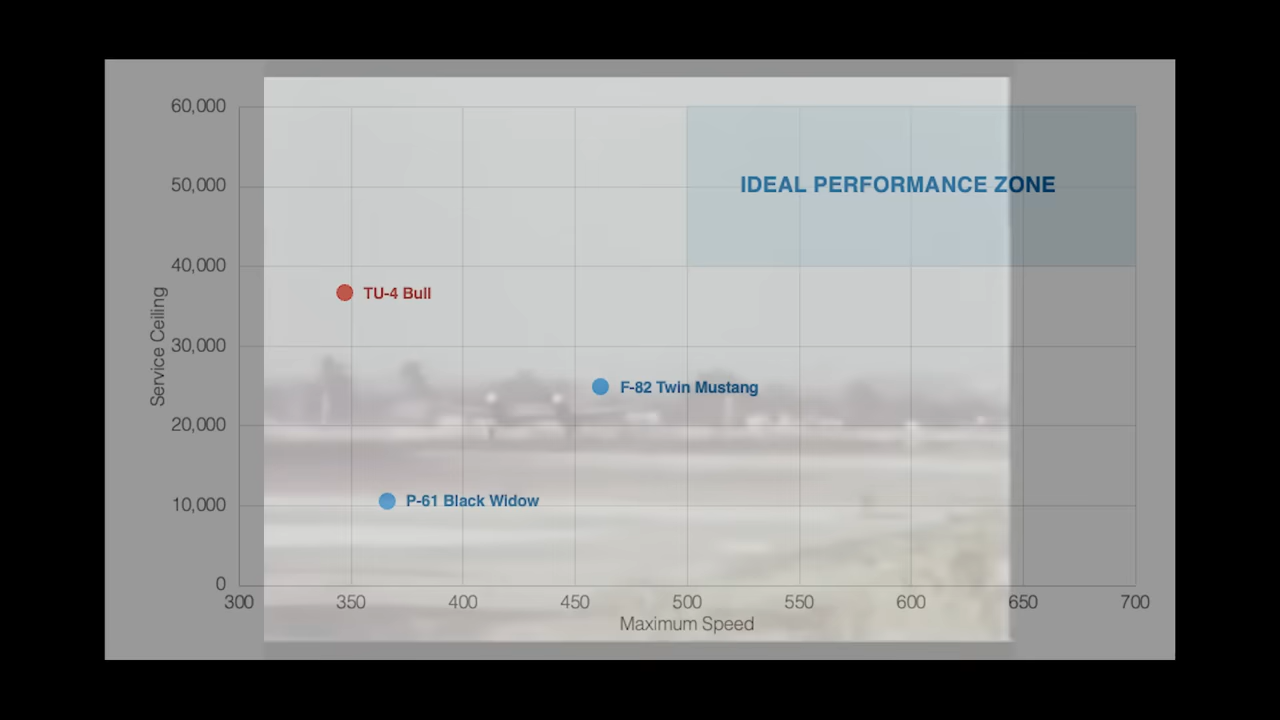 60,000
50,000
IDEAL PERFORMANCE ZONE
40,000
TU-4 Bull
30,000
Service Ceiling
F-82 Twin Mustang
20,000
P-61 Black Widow
10,000
0
300 350 400 450 500 550 600 650 700
Maximum Speed